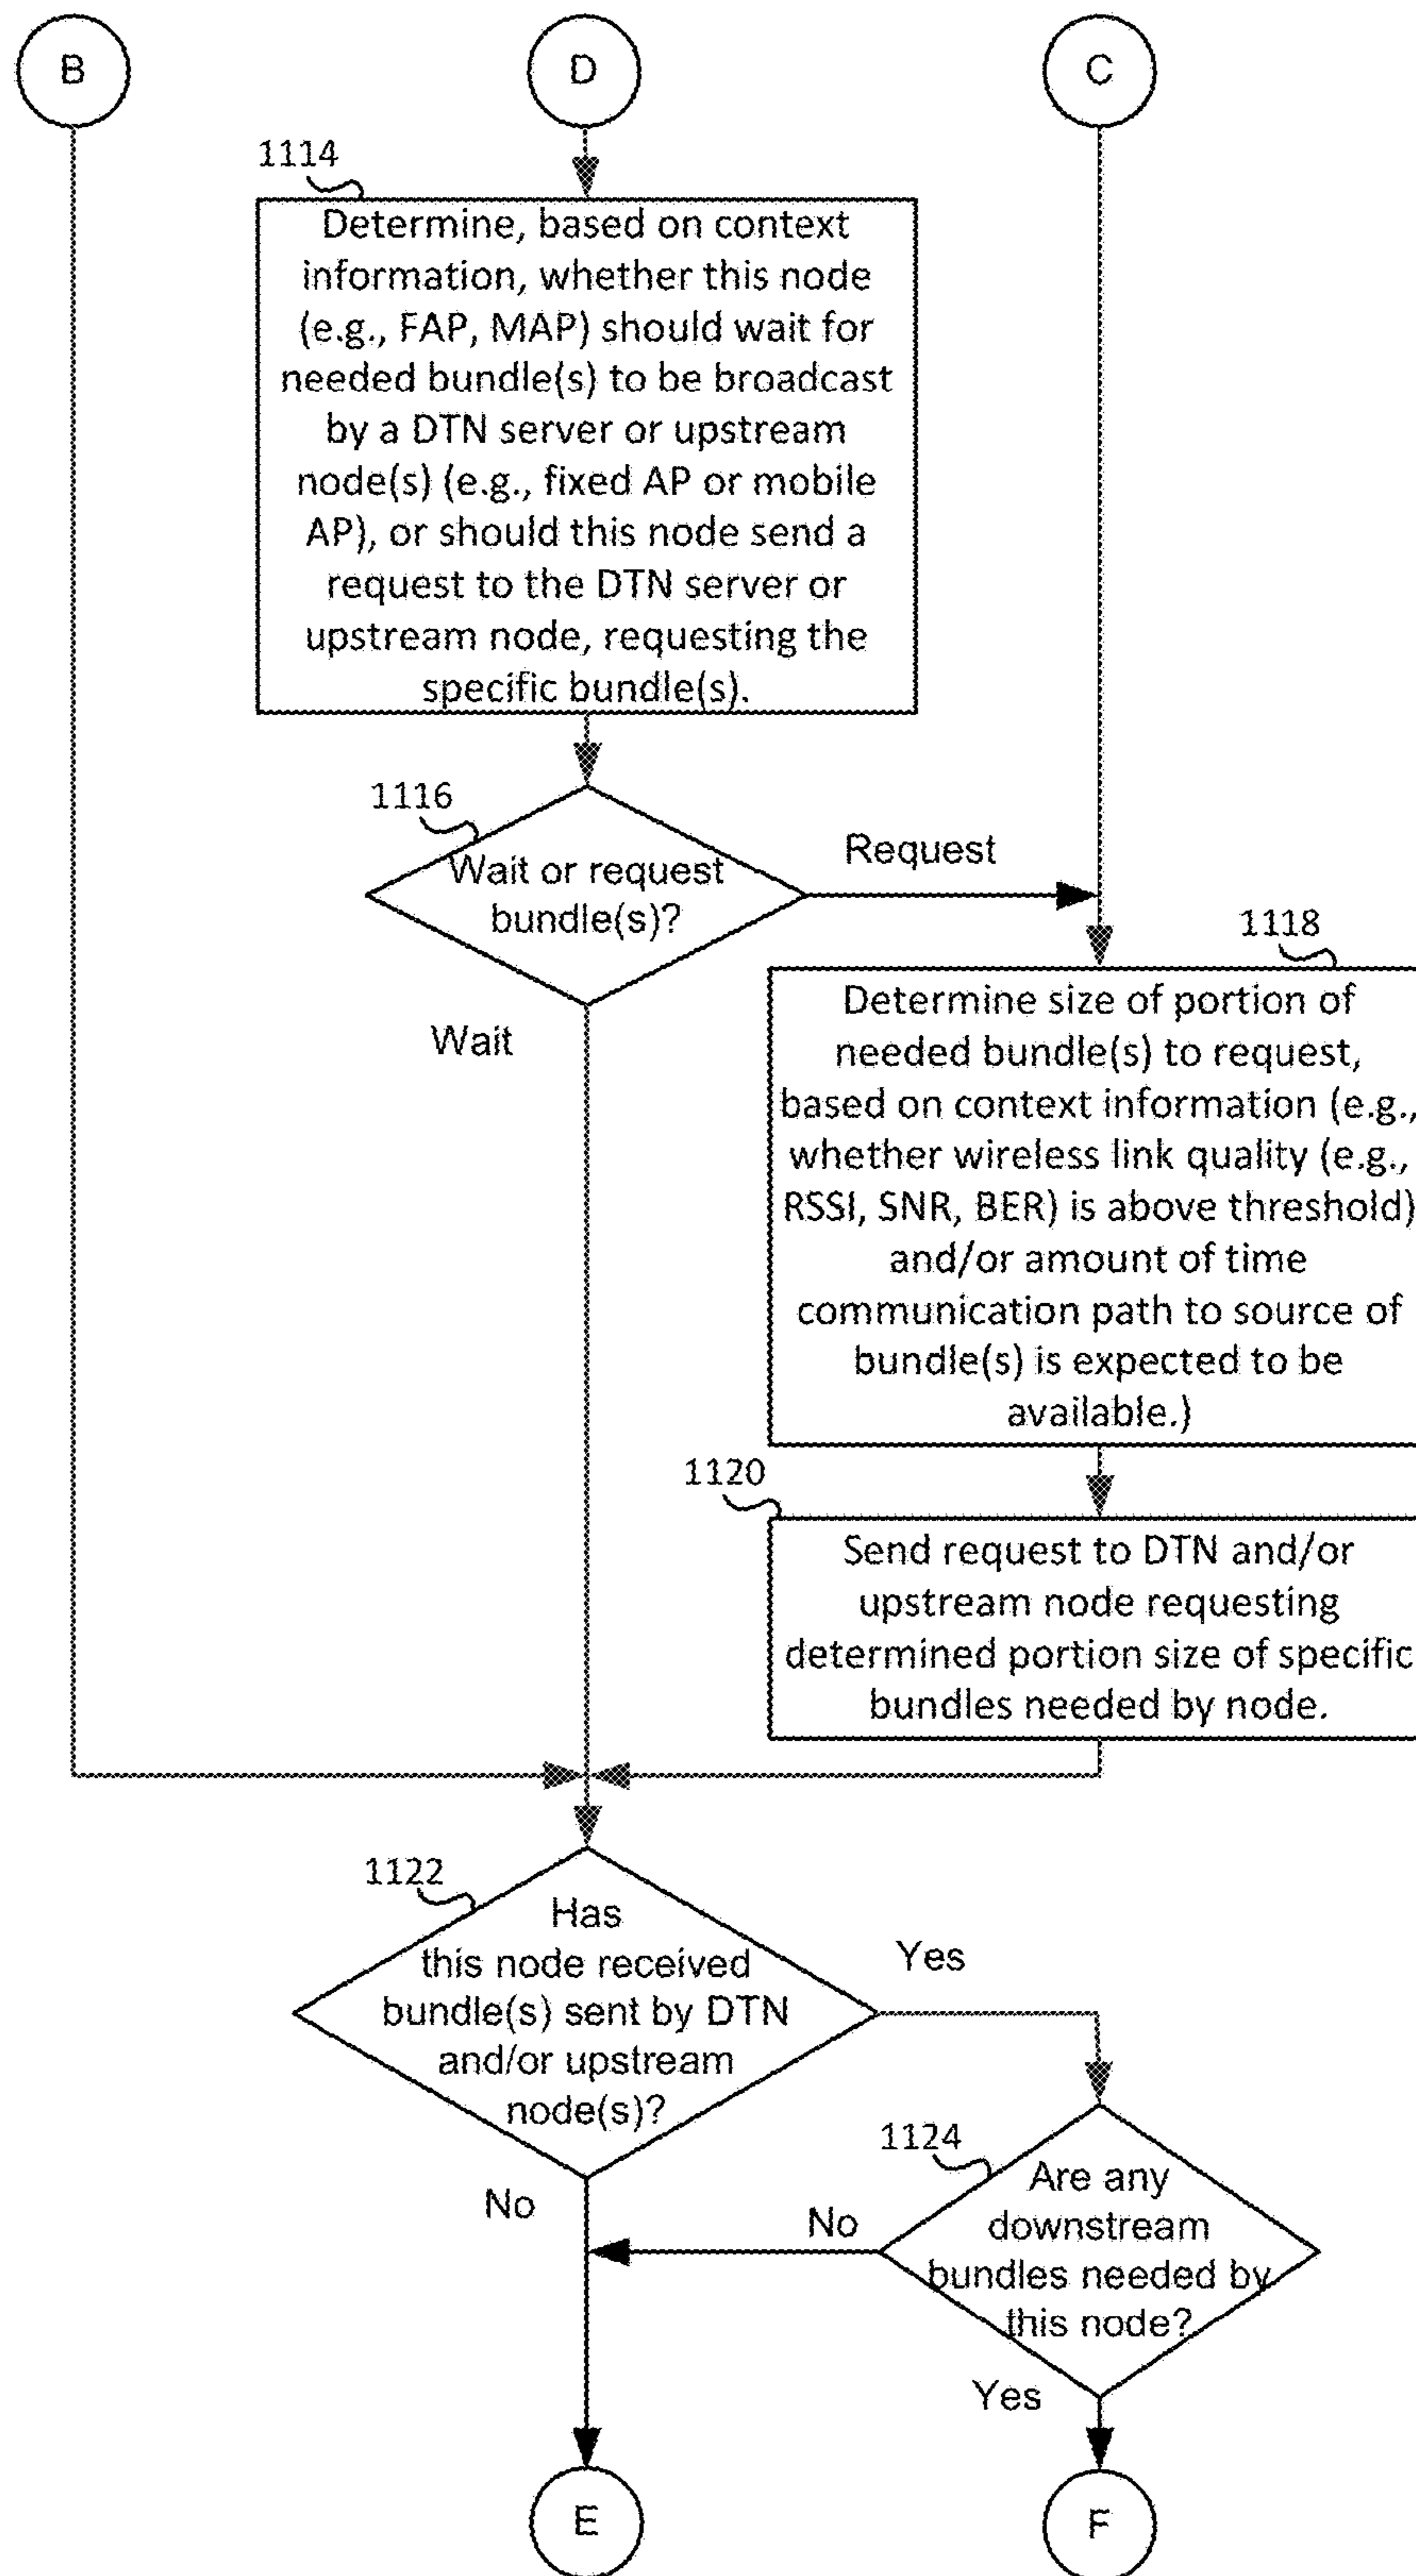 B
D
C
1114
Determine, based on context
information, whether this node
(e.g., FAP, MAP) should wait for
needed bundle(s) to be broadcast
by a DTN server or upstream
node(s) (e.g., fixed AP or mobile
AP), or should this node send a
request to the DTN server or
upstream node, requesting the
specific bundle(s).
1116
Wait or request
bundle(s)?
Request
Wait
1118
Determine size of portion of
needed bundle(s) to request,
based on context information (e.g.,
whether wireless link quality (e.g.,
RSSI, SNR, BER) is above threshold)
and/or amount of time
communication path to source of
bundle(s) is expected to be
available.)
1120
Send request to DTN and/or
upstream node requesting
determined portion size of specific
bundles needed by node.
1122
Has
this node received
bundle(s) sent by DTN
and/or upstream
node(s)?
Yes
No
1124
Are any
downstream
bundles needed by
this node?
No
Yes
E
F